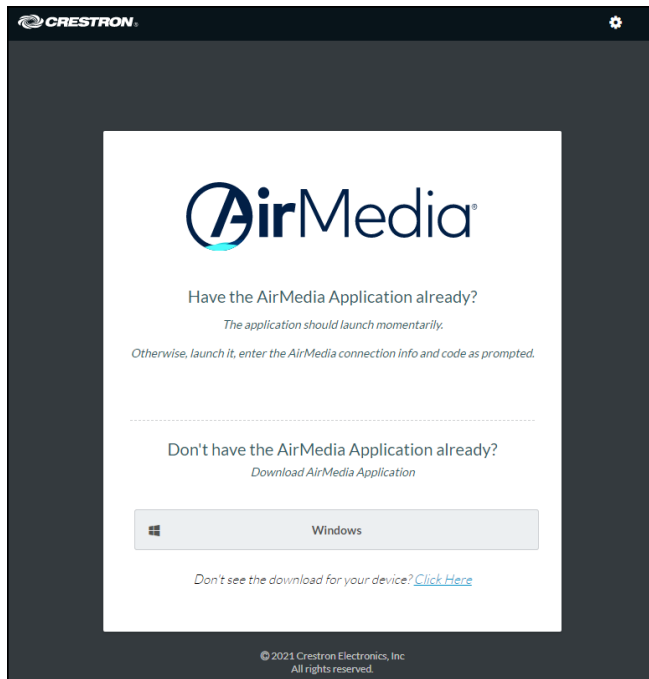 CRESTRON®
AirMedia®
Have the AirMedia Application already?
The application should launch momentarily.
Otherwise, launch it, enter the AirMedia connection info and code as prompted.
Don't have the AirMedia Application already?
Download AirMedia Application
Windows
Don't see the download for your device? Click Here
© 2021 Crestron Electronics, Inc
All rights reserved.